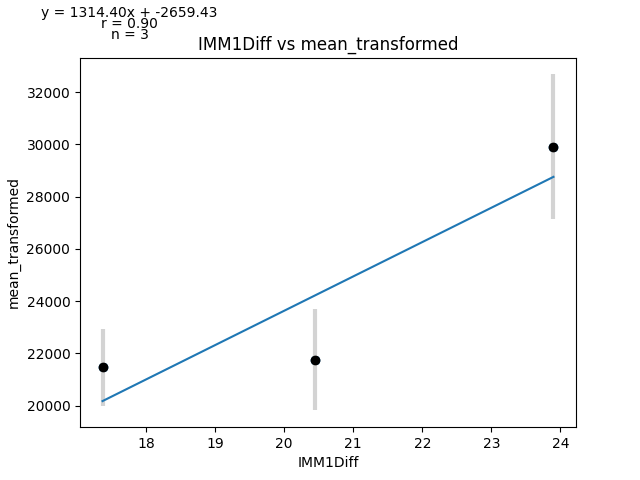 y = 1314.40x + -2659.43
r = 0.90
n = 3
IMM1Diff vs mean_transformed
32000
30000
28000
26000
24000
22000
20000
mean_transformed
18 19 20 21 22 23 24
IMM1Diff